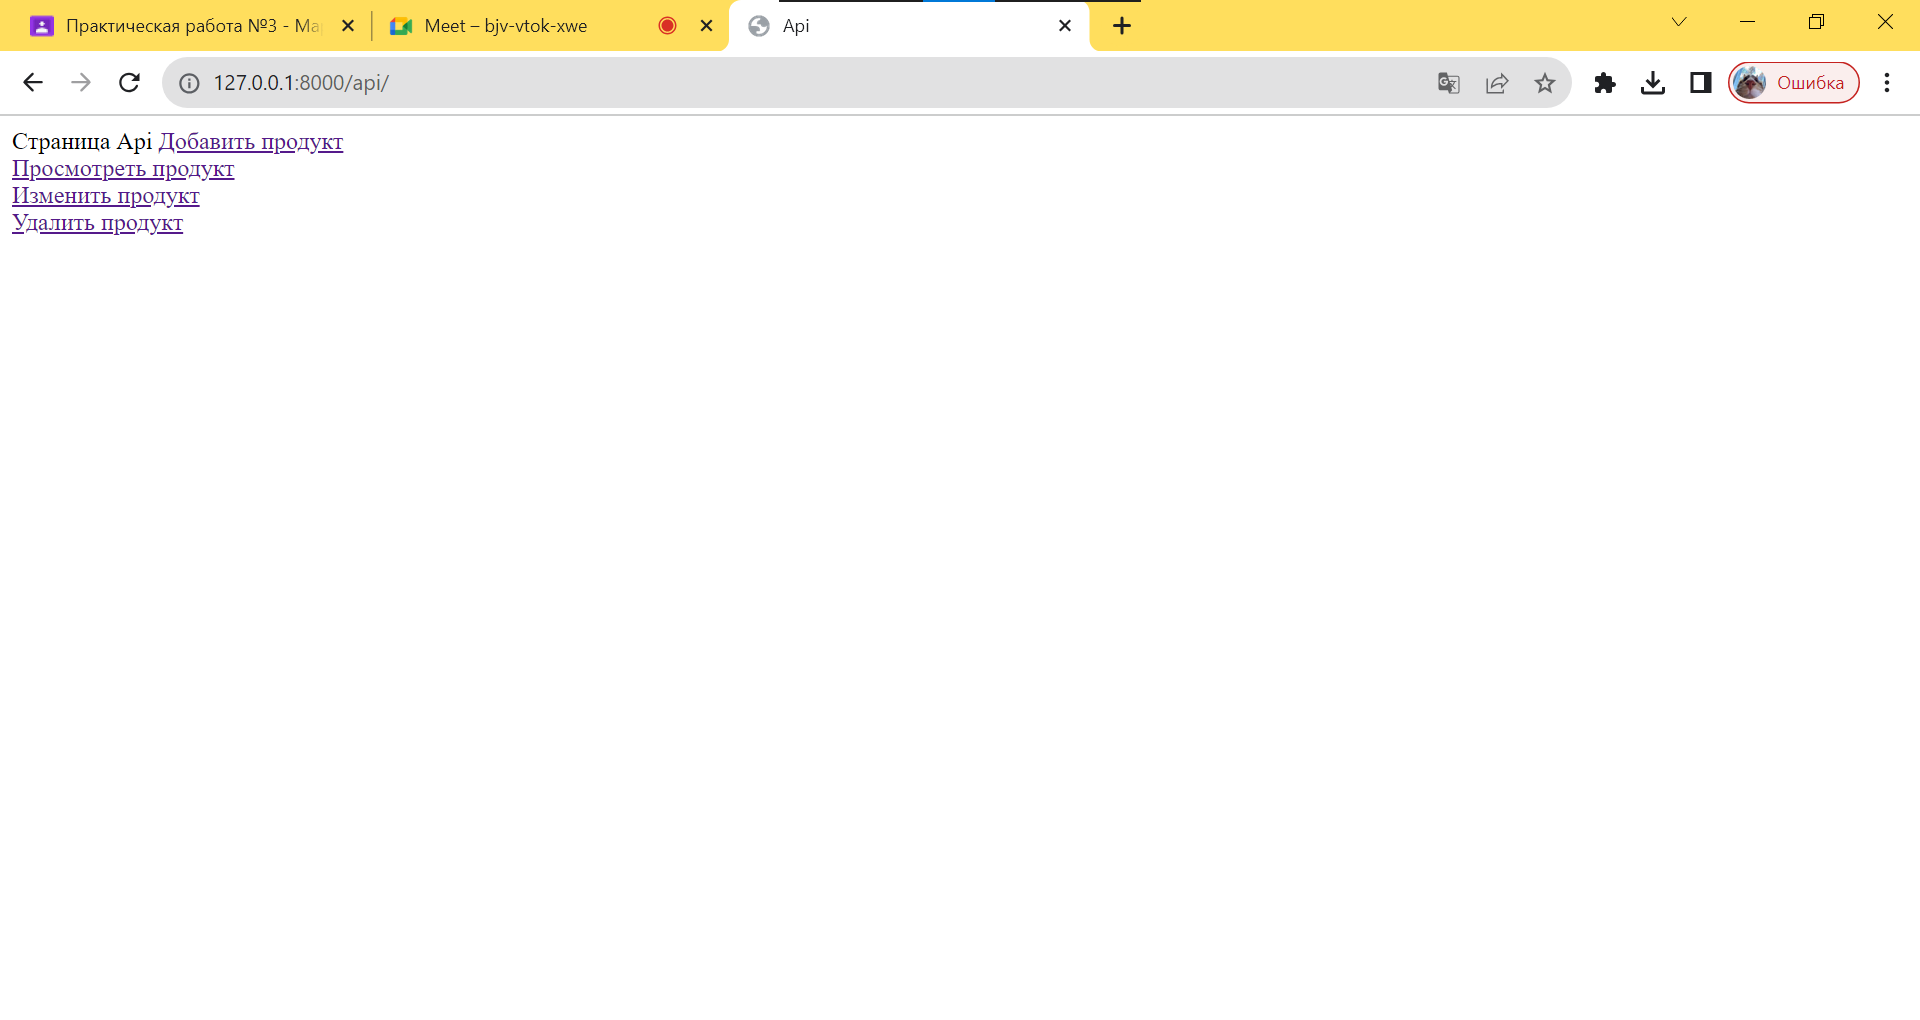 Практическая работа №3 - Ма
Meet – bjv-vtok-xwe
Api
127.0.0.1:8000/api/
Ошибка
Страница Api Добавить продукт
Просмотреть продукт
Изменить продукт
Удалить продукт